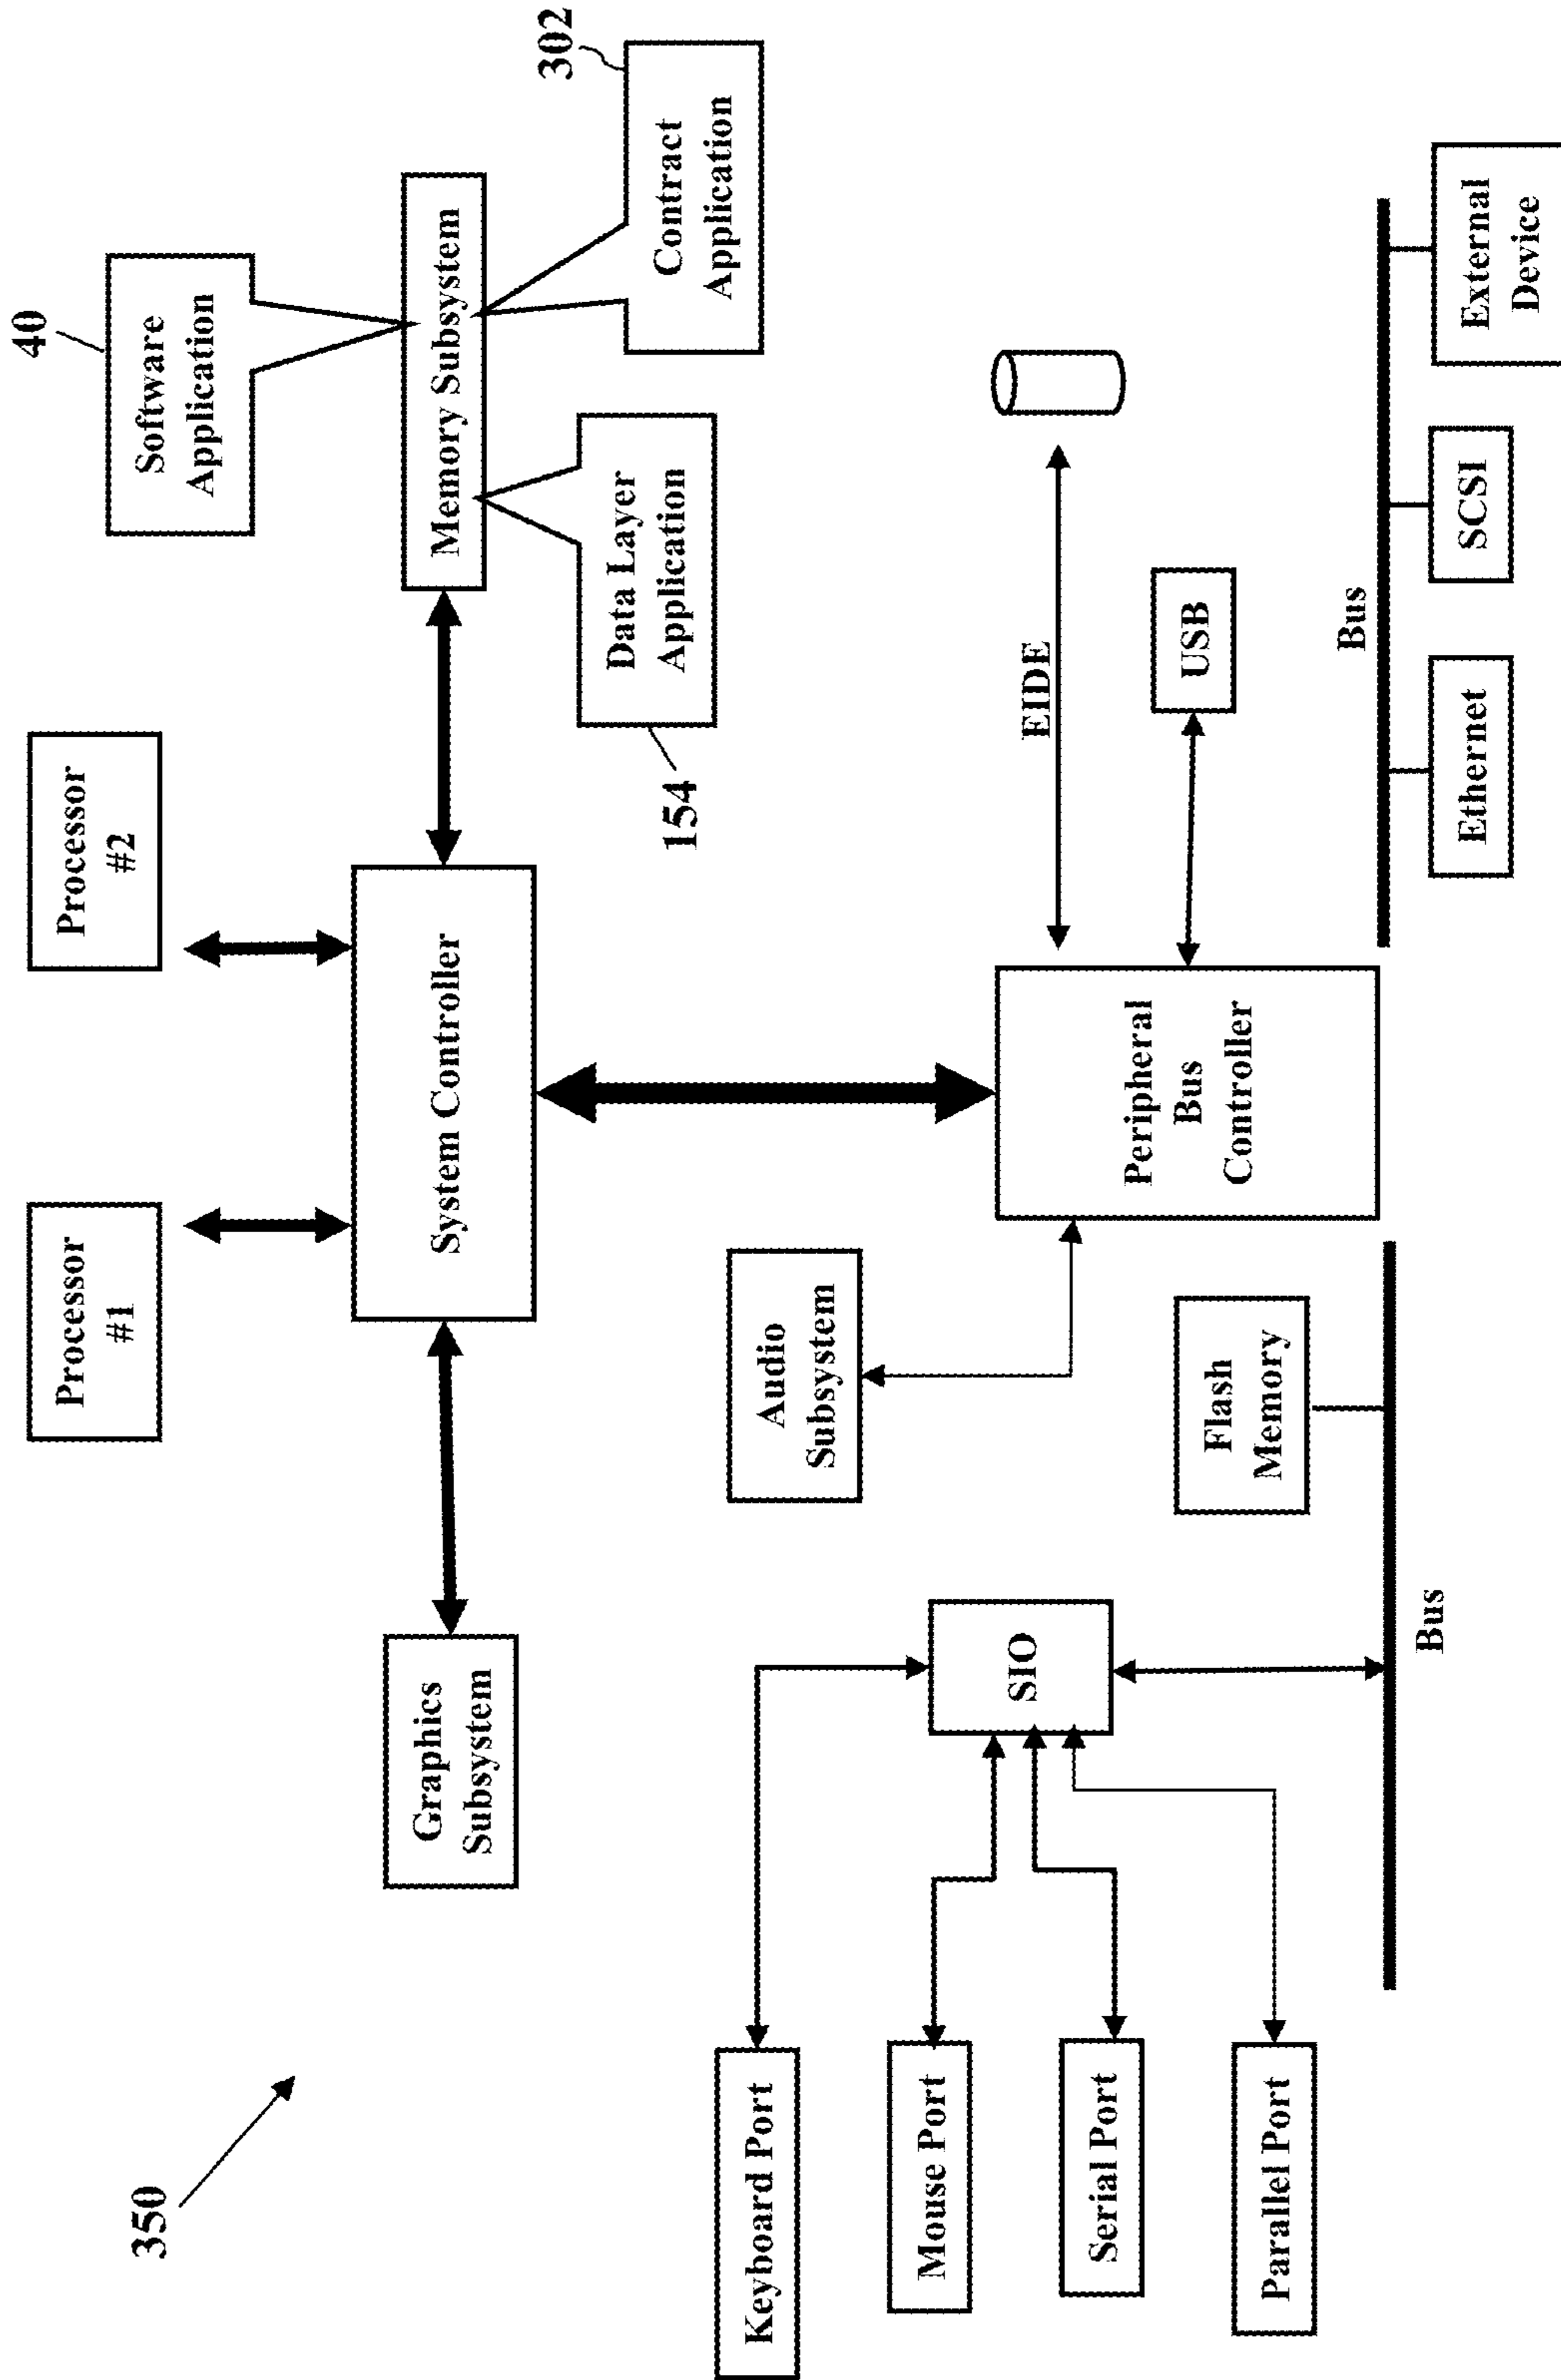 350
40
Software
Application
302
Processor
#1
Processor
#2
Graphics
Subsystem
System Controller
Memory Subsystem
Data Layer
Application
154
Contract
Application
Keyboard Port
Mouse Port
Serial Port
Parallel Port
SIO
Audio
Subsystem
Flash
Memory
Peripheral
Bus
Controller
EIDE
USB
Bus
Bus
Ethernet
SCSI
External
Device